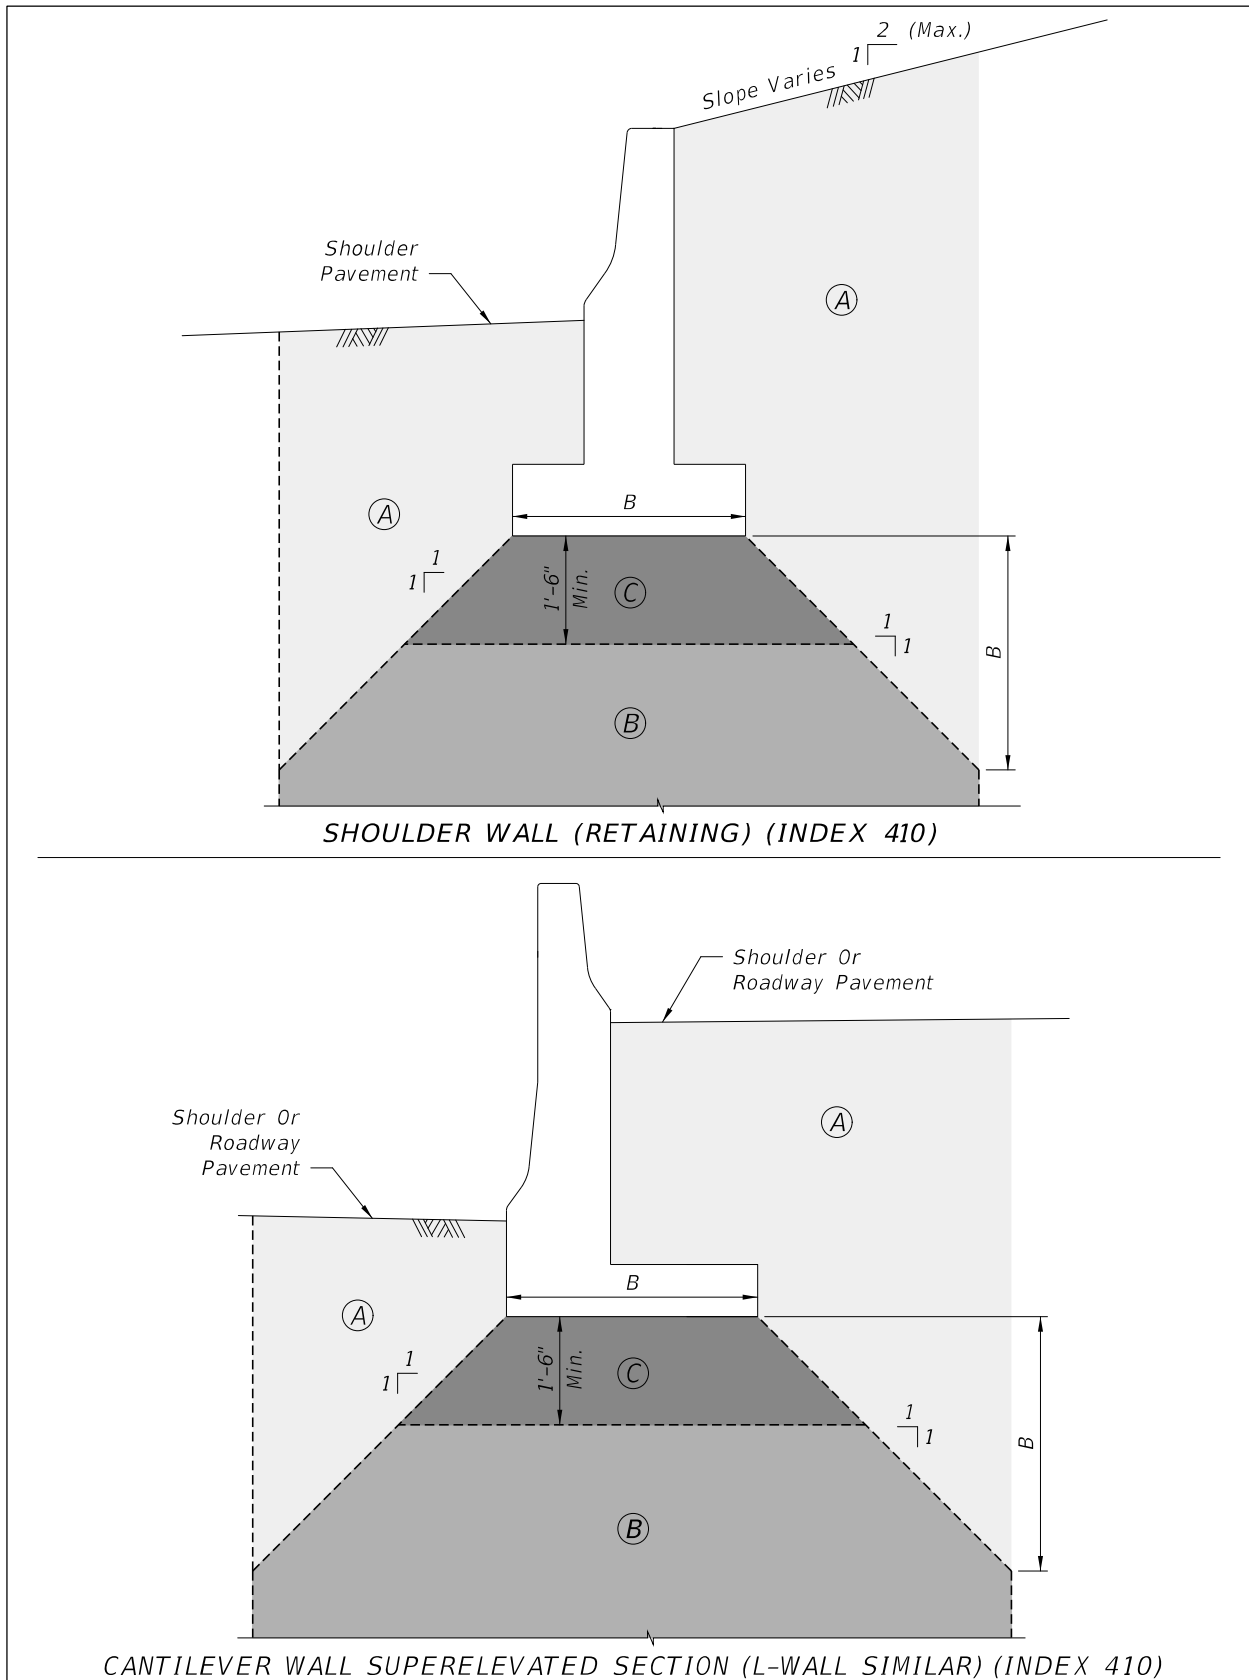 2 (Max.)
1
Slope Varies
Shoulder
Pavement
A
B
A
1
1
1'-6"
Min.
C
1
1
B
B
SHOULDER WALL (RETAINING) (INDEX 410)
Shoulder Or
Roadway Pavement
Shoulder Or
Roadway
Pavement
A
B
A
1
1
1'-6"
Min.
C
1
1
B
B
CANTILEVER WALL SUPERELEVATED SECTION (L-WALL SIMILAR) (INDEX 410)